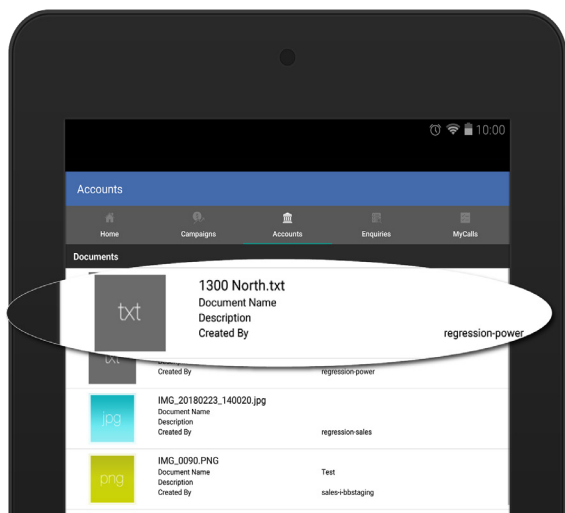 10:00
Accounts
Home Campaigns Accounts Enquiries MyCalls
Documents
txt
1300 North.txt
Document Name
Description
Created By regression-power
txt
Created By regression-power
jpg
IMG_20180223_140020.jpg
Document Name
Description
Created By regression-sales
png
IMG_0090.PNG
Document Name Test
Description
Created By sales-i-bbstaging